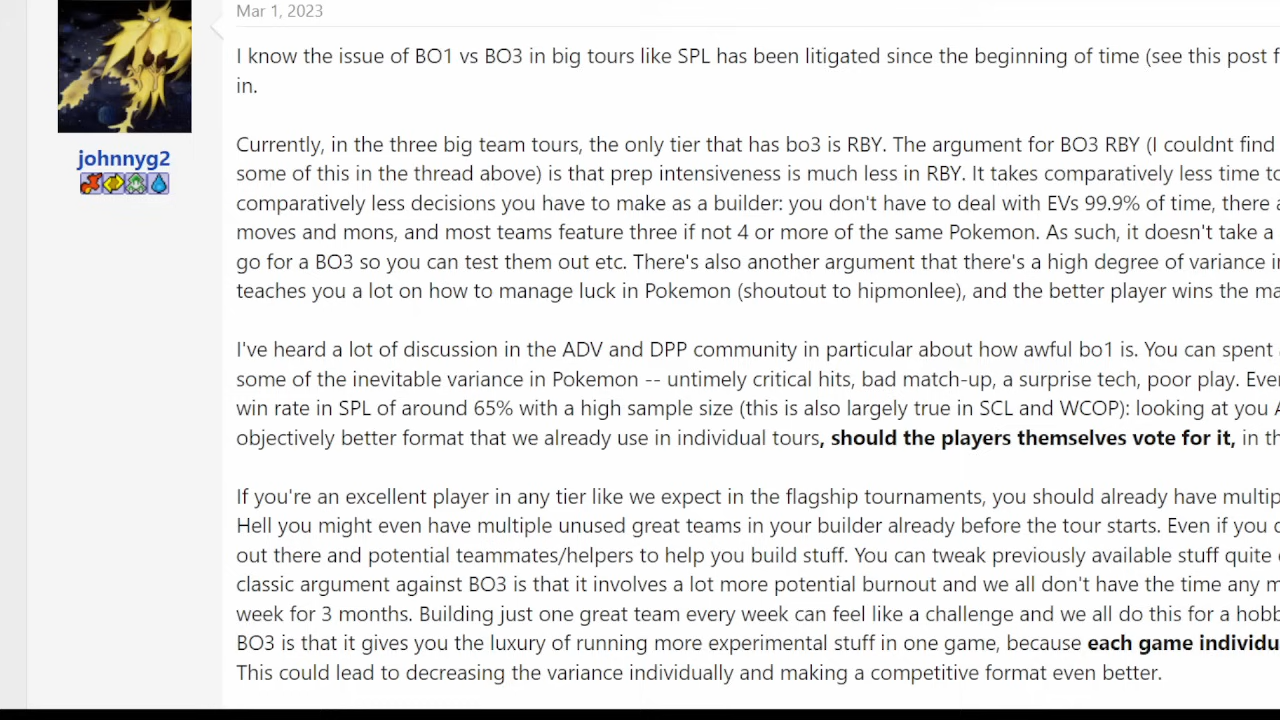 Mar 1, 2023
I know the issue of BO1 vs BO3 in big tours like SPL has been litigated since the beginning of time (see this post f
in.
johnnyg2
Currently, in the three big team tours, the only tier that has bo3 is RBY. The argument for BO3 RBY (I couldnt find
some of this in the thread above) is that prep intensiveness is much less in RBY. It takes comparatively less time to
comparatively less decisions you have to make as a builder: you don't have to deal with EVs 99.9% of time, there a
moves and mons, and most teams feature three if not 4 or more of the same Pokemon. As such, it doesn't take a
go for a BO3 so you can test them out etc. There's also another argument that there's a high degree of variance in
teaches you a lot on how to manage luck in Pokemon (shoutout to hipmonlee), and the better player wins the ma
I've heard a lot of discussion in the ADV and DPP community in particular about how awful bo1 is. You can spent
some of the inevitable variance in Pokemon -- untimely critical hits, bad match-up, a surprise tech, poor play. Even
win rate in SPL of around 65% with a high sample size (this is also largely true in SCL and WCOP): looking at you A
objectively better format that we already use in individual tours, should the players themselves vote for it, in th
If you're an excellent player in any tier like we expect in the flagship tournaments, you should already have multip
Hell you might even have multiple unused great teams in your builder already before the tour starts. Even if you d
out there and potential teammates/helpers to help you build stuff. You can tweak previously available stuff quite
classic argument against BO3 is that it involves a lot more potential burnout and we all don't have the time any m
week for 3 months. Building just one great team every week can feel like a challenge and we all do this for a hobb
BO3 is that it gives you the luxury of running more experimental stuff in one game, because each game individu
This could lead to decreasing the variance individually and making a competitive format even better.